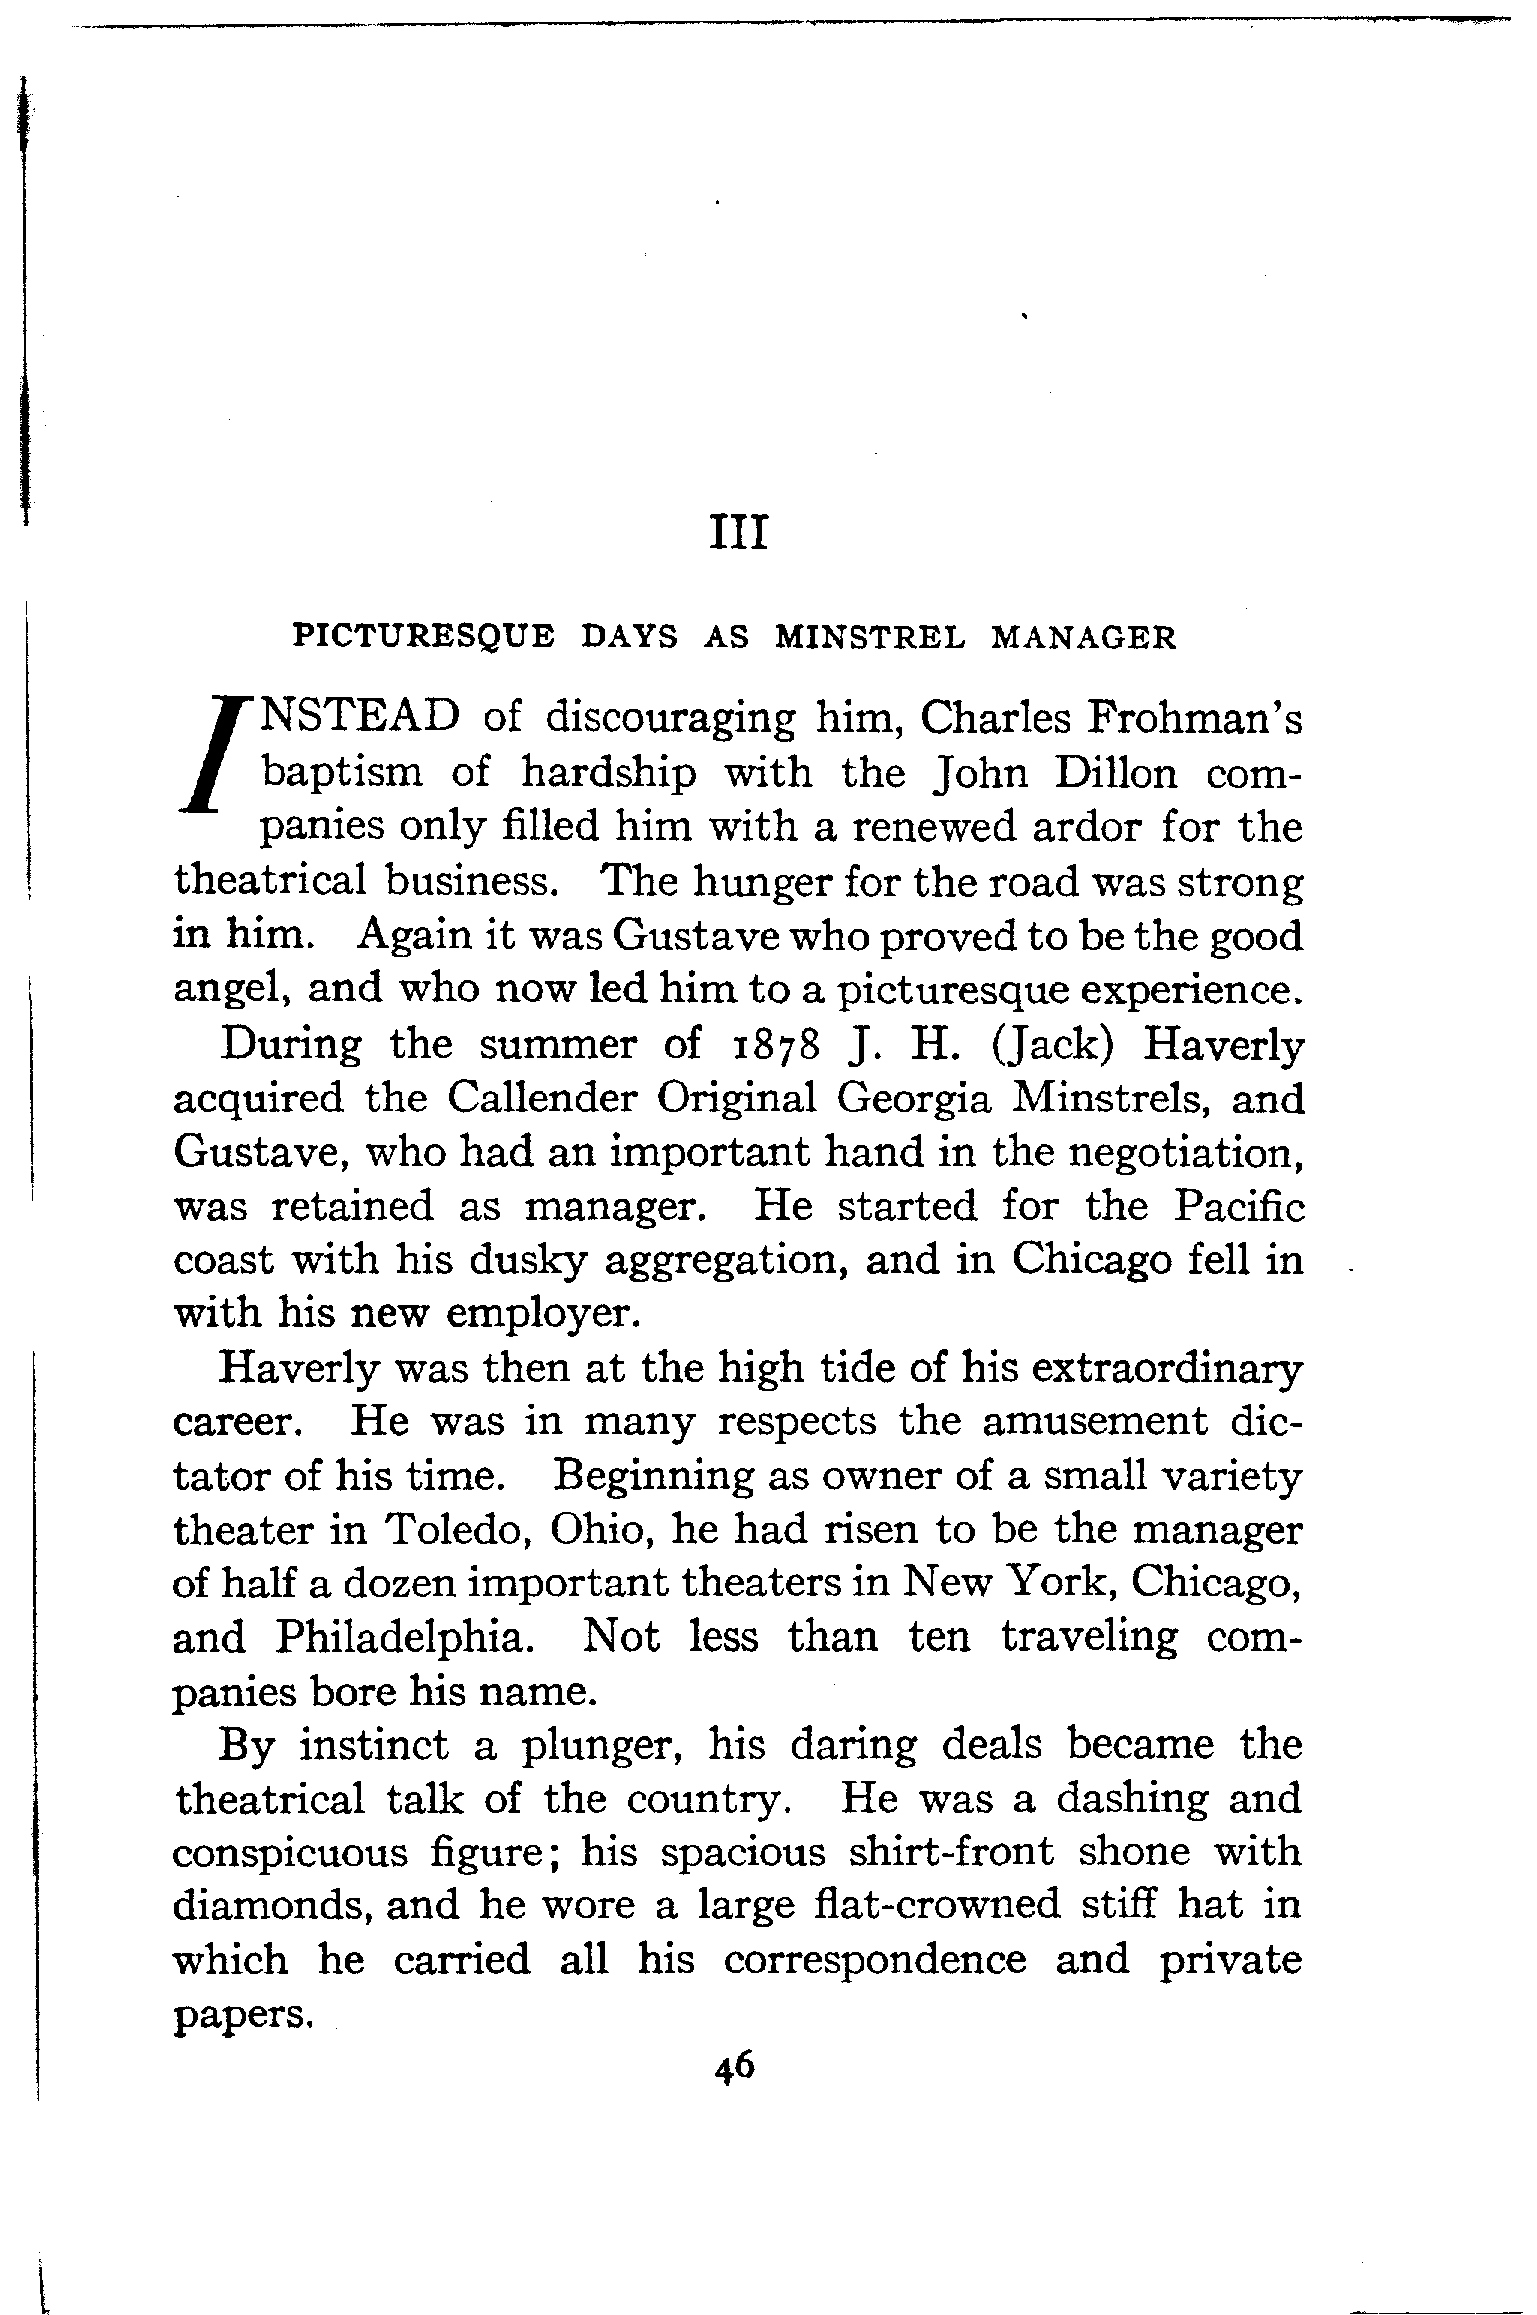 III
PICTURESQUE DAYS AS MINSTREL MANAGER
INSTEAD of discouraging him, Charles Frohman's
baptism of hardship with the John Dillon com-
panies only filled him with a renewed ardor for the
theatrical business. The hunger for the road was strong
in him. Again it was Gustave who proved to be the good
angel, and who now led him to a picturesque experience.
During the summer of 1878 J. H. (Jack) Haverly
acquired the Callender Original Georgia Minstrels, and
Gustave, who had an important hand in the negotiation,
was retained as manager. He started for the Pacific
coast with his dusky aggregation, and in Chicago fell in
with his new employer.
Haverly was then at the high tide of his extraordinary
career. He was in many respects the amusement dic-
tator of his time. Beginning as owner of a small variety
theater in Toledo, Ohio, he had risen to be the manager
of half a dozen important theaters in New York, Chicago,
and Philadelphia. Not less than ten traveling com-
panies bore his name.
By instinct a plunger, his daring deals became the
theatrical talk of the country. He was a dashing and
conspicuous figure; his spacious shirt-front shone with
diamonds, and he wore a large flat-crowned stiff hat in
which he carried all his correspondence and private
papers.
46